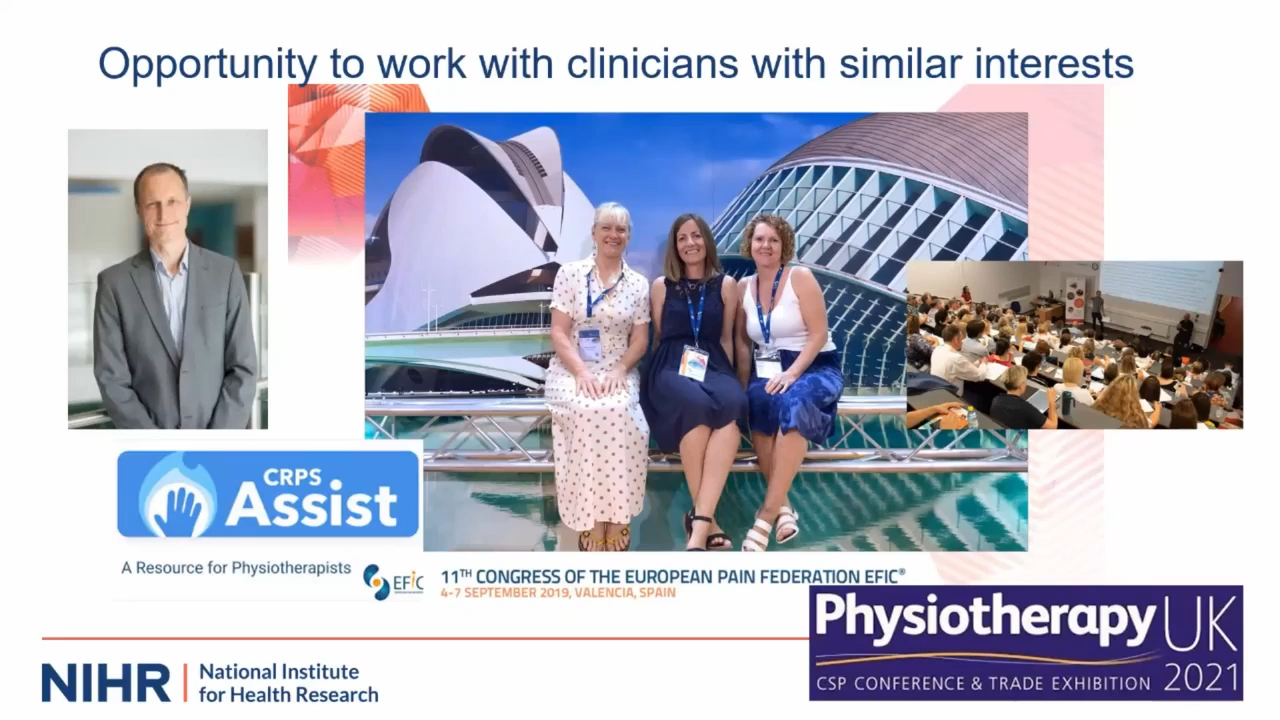 Opportunity to work with clinicians with similar interests
CRPS
Assist
A Resource for Physiotherapists
EFiC
11TH CONGRESS OF THE EUROPEAN PAIN FEDERATION EFIC®
4-7 SEPTEMBER 2019, VALENCIA, SPAIN
Physiotherapy UK
CSP CONFERENCE & TRADE EXHIBITION 2021
NIHR
National Institute
for Health Research